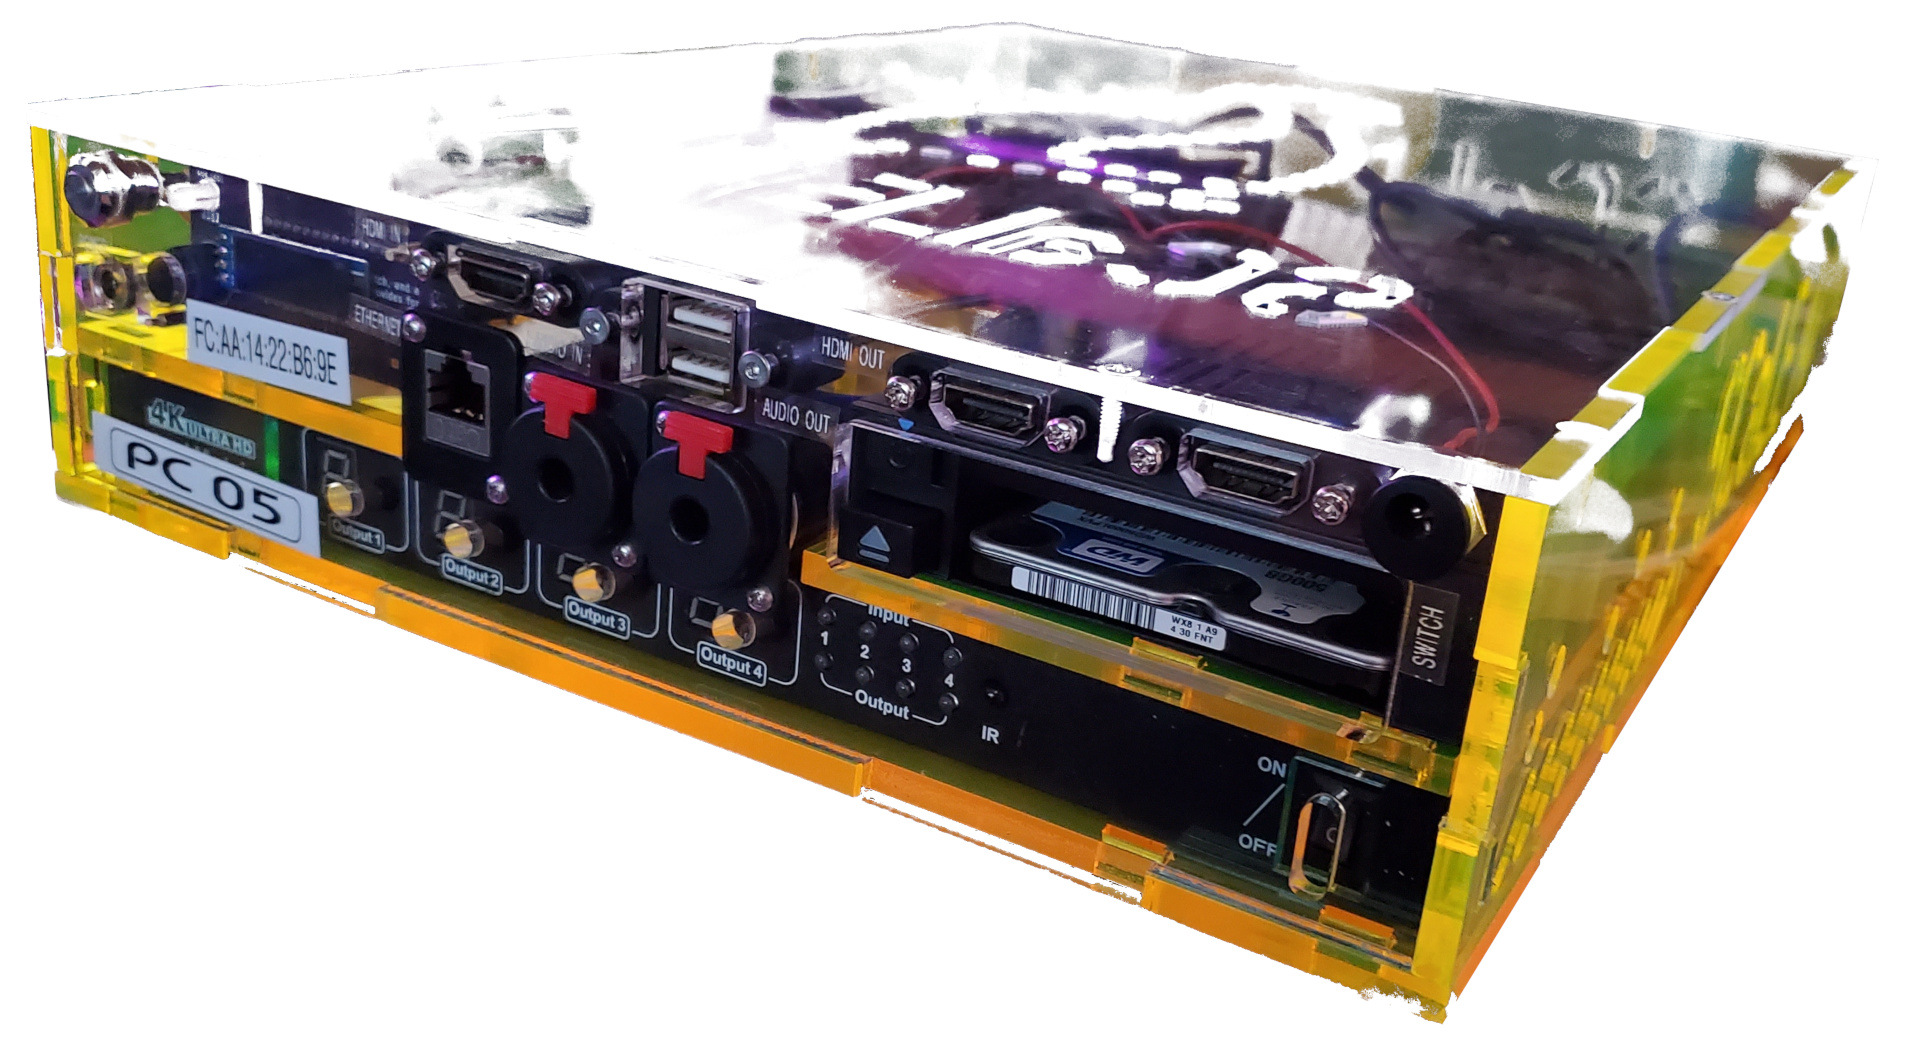 HDMI IN
ETHERNET
FC:AA:14:22:B6:9E
HDMI OUT
AUDIO OUT
4K ULTRA HD
PC 05
Output 1
Output 2
Output 3
Output 4
Input
1
2
3
4
Output
IR
WD
500GB
WX8 1 A9
4 30 FNT
SWITCH
ON
OFF